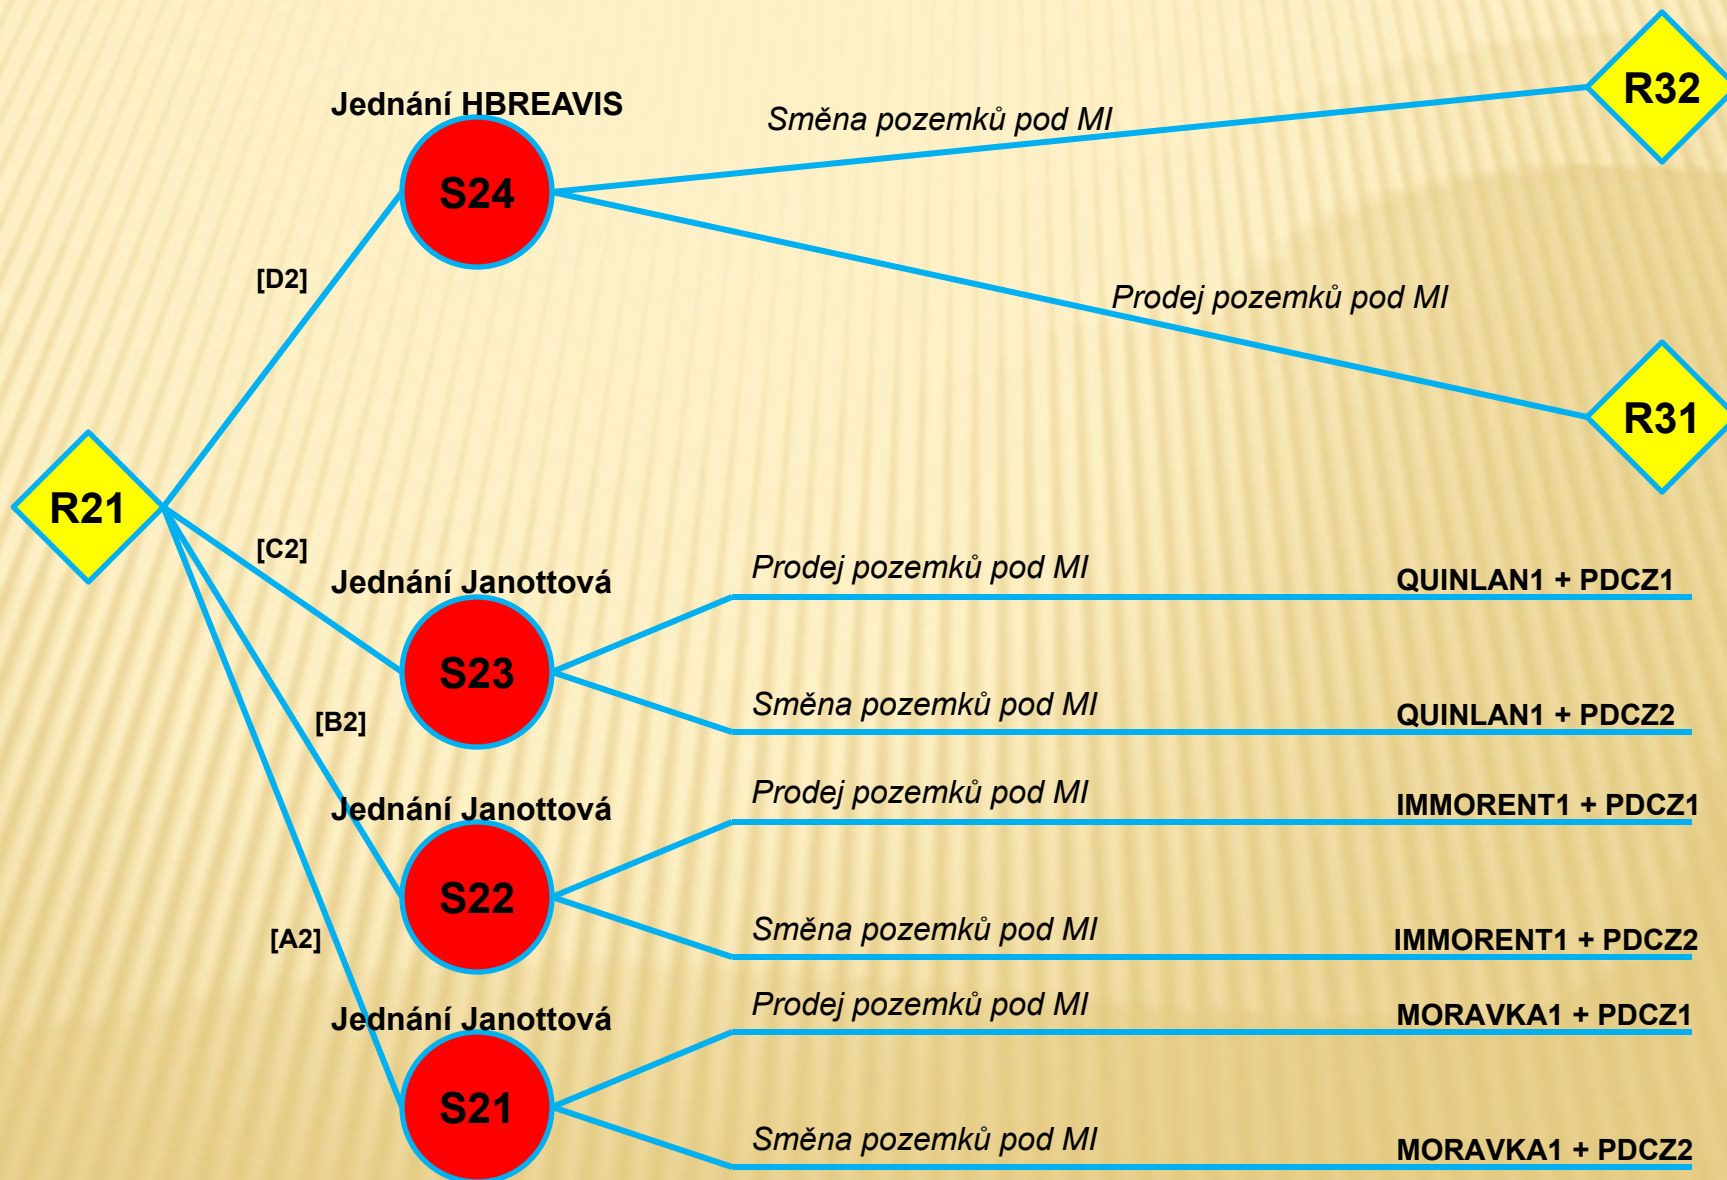 R32
Jednání HBREAVIS
Směna pozemků pod MI
S24
[D2]
Prodej pozemků pod MI
R31
R21
[C2]
Jednání Janottová
Prodej pozemků pod MI
QUINLAN1 + PDCZ1
S23
[B2]
Směna pozemků pod MI
QUINLAN1 + PDCZ2
Jednání Janottová
Prodej pozemků pod MI
IMMORENT1 + PDCZ1
S22
[A2]
Směna pozemků pod MI
IMMORENT1 + PDCZ2
Jednání Janottová
Prodej pozemků pod MI
MORAVKA1 + PDCZ1
S21
Směna pozemků pod MI
MORAVKA1 + PDCZ2